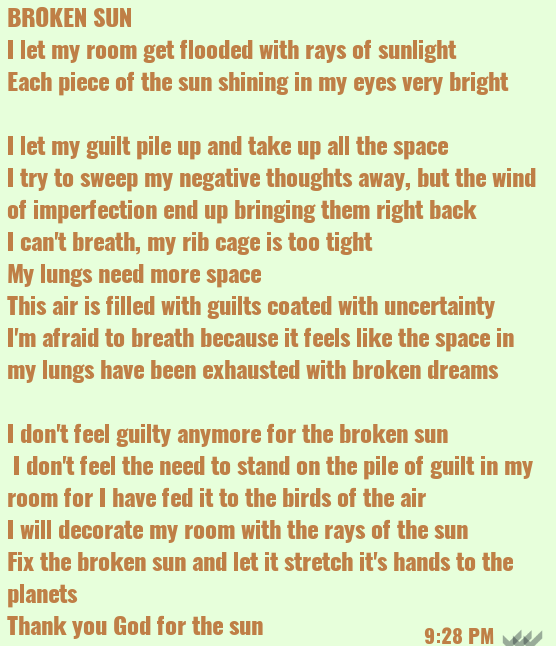 BROKEN SUN
I let my room get flooded with rays of sunlight
Each piece of the sun shining in my eyes very bright
I let my guilt pile up and take up all the space
I try to sweep my negative thoughts away, but the wind
of imperfection end up bringing them right back
I can't breath, my rib cage is too tight
My lungs need more space
This air is filled with guilts coated with uncertainty
I'm afraid to breath because it feels like the space in
my lungs have been exhausted with broken dreams
I don't feel guilty anymore for the broken sun
I don't feel the need to stand on the pile of guilt in my
room for I have fed it to the birds of the air
I will decorate my room with the rays of the sun
Fix the broken sun and let it stretch it's hands to the
planets
Thank you God for the sun
9:28 PM